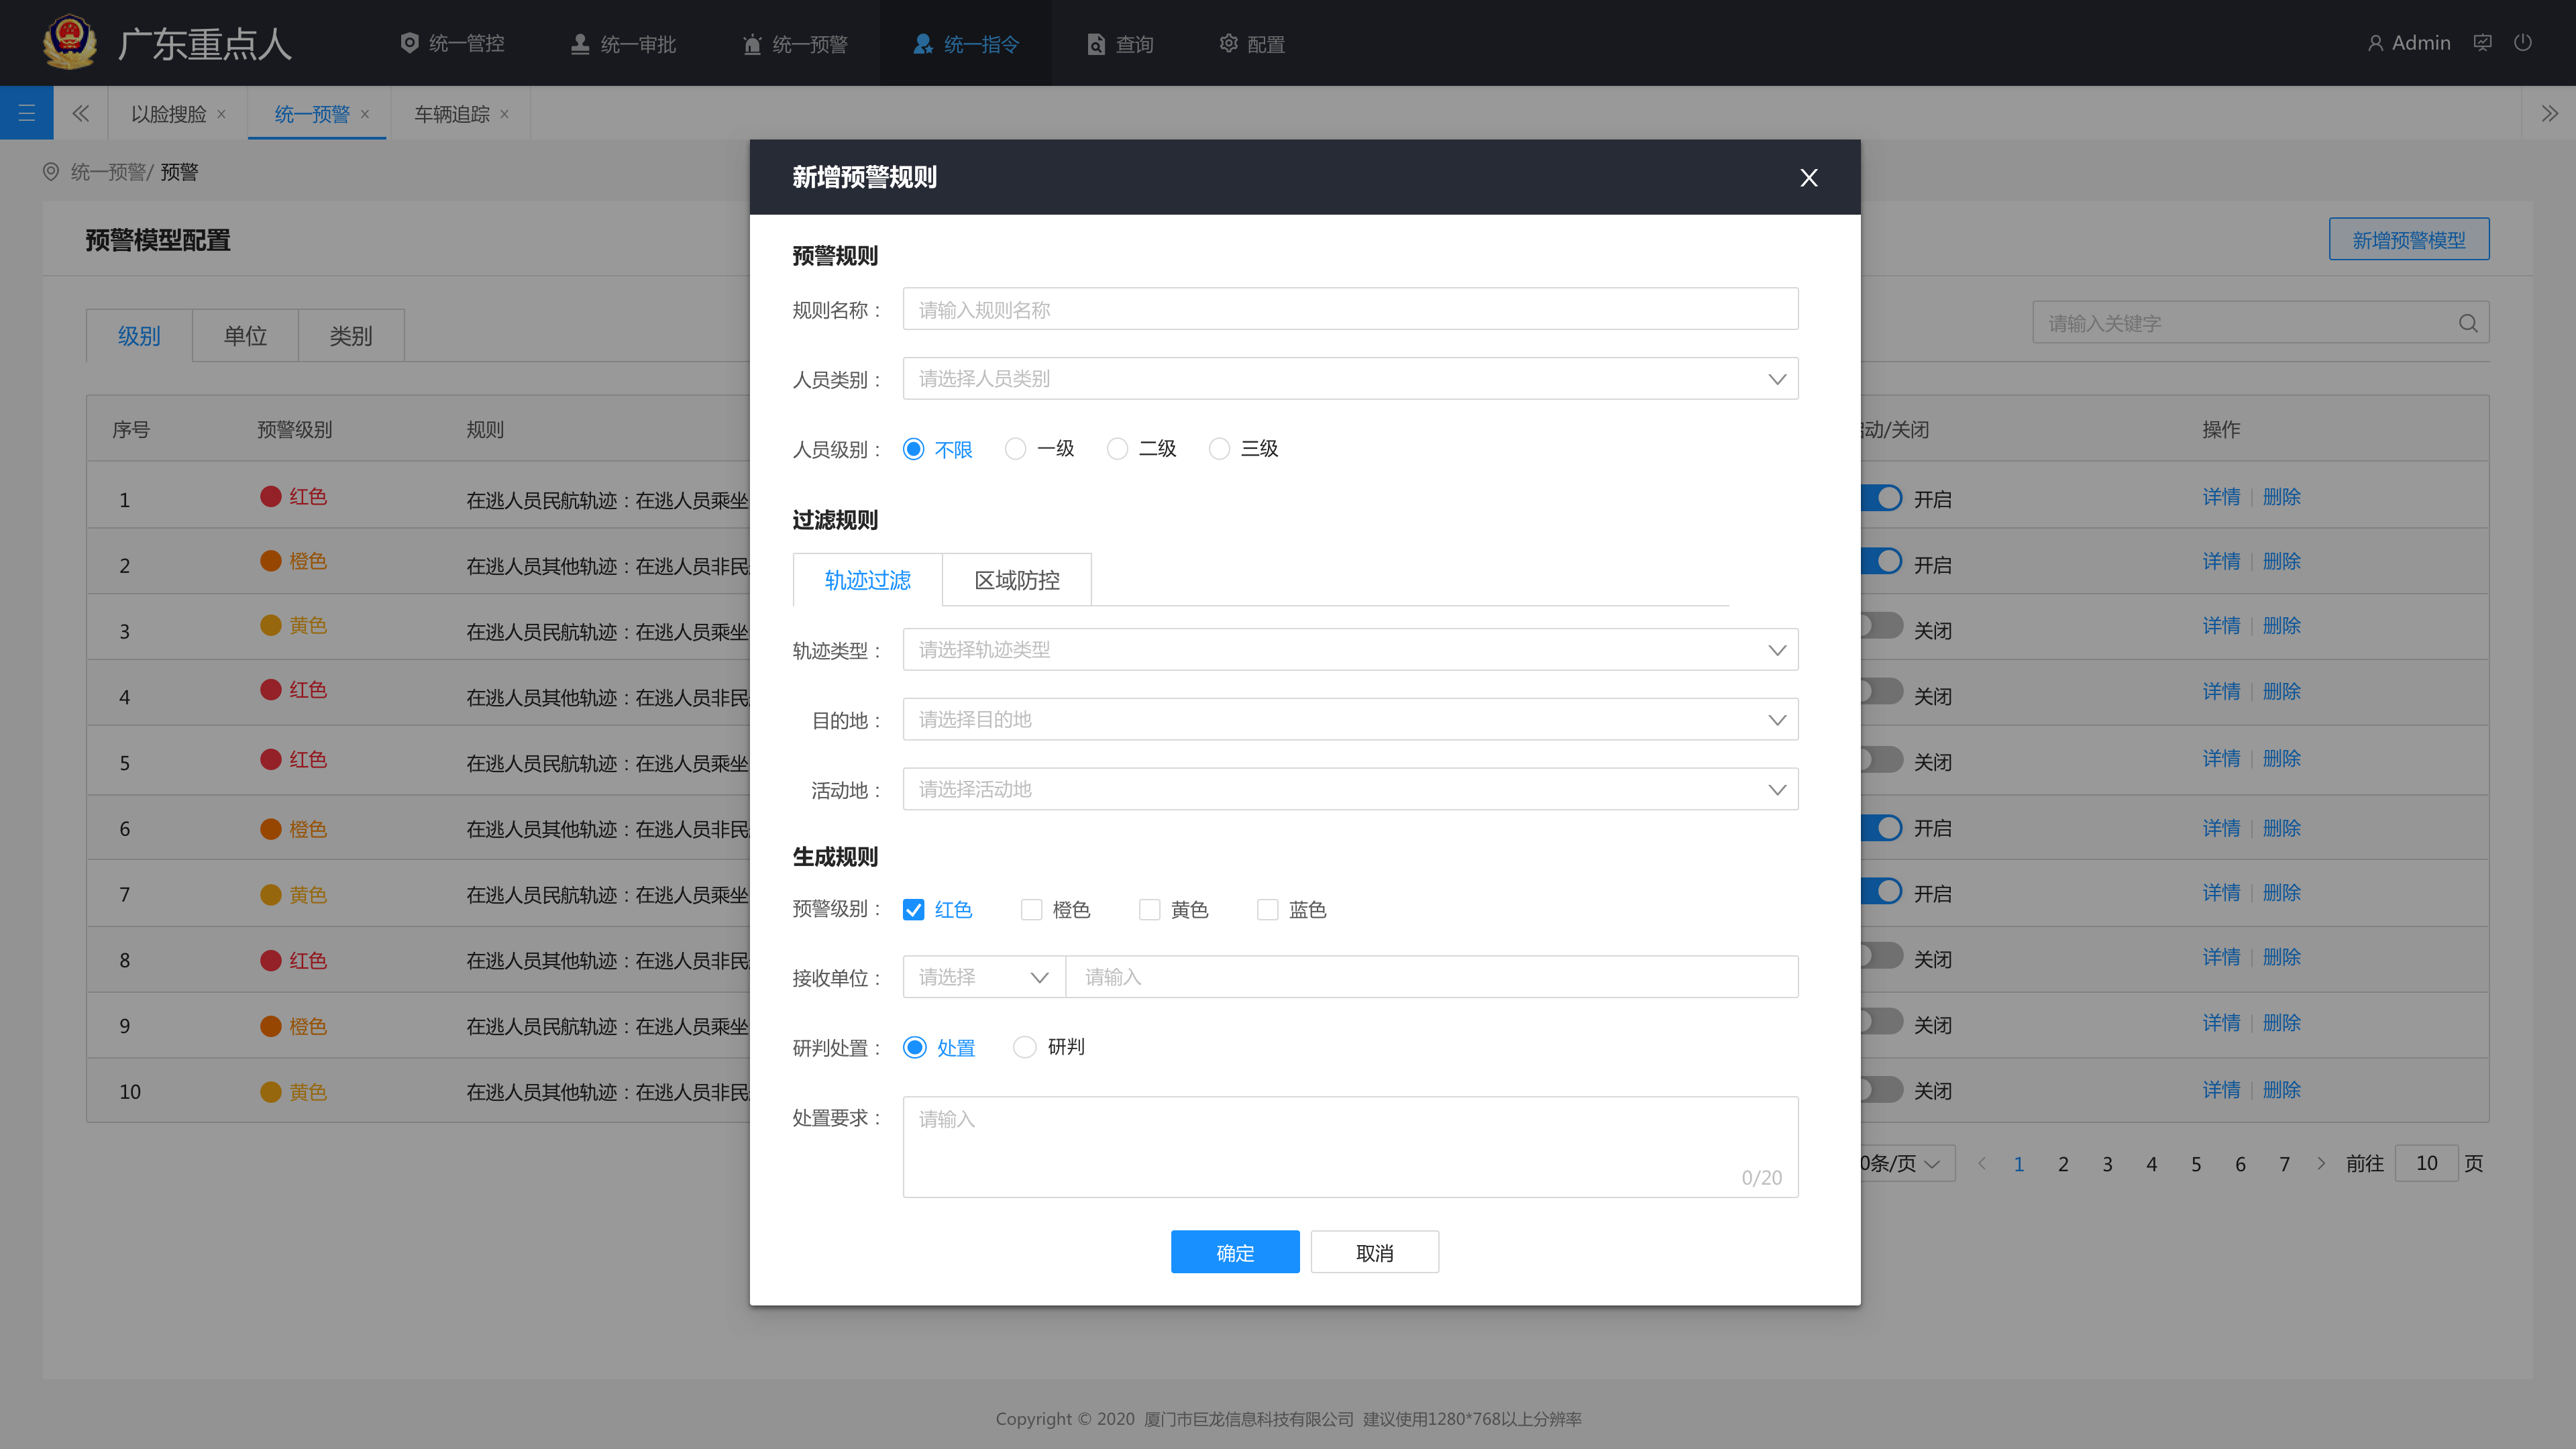 广东重点人 统一管控 统一审批 统一预警 统一指令 查询 配置 Admin
以脸搜脸 统一预警 车辆追踪
统一预警/ 预警
预警模型配置 新增预警模型
级别 单位 类别 请输入关键字
序号 预警级别 规则 动/关闭 操作
1 红色 在逃人员民航轨迹：在逃人员乘坐 开启 详情 删除
2 橙色 在逃人员其他轨迹：在逃人员非民 开启 详情 删除
3 黄色 在逃人员民航轨迹：在逃人员乘坐 关闭 详情 删除
4 红色 在逃人员其他轨迹：在逃人员非民 关闭 详情 删除
5 红色 在逃人员民航轨迹：在逃人员乘坐 关闭 详情 删除
6 橙色 在逃人员其他轨迹：在逃人员非民 开启 详情 删除
7 黄色 在逃人员民航轨迹：在逃人员乘坐 开启 详情 删除
8 红色 在逃人员其他轨迹：在逃人员非民 关闭 详情 删除
9 橙色 在逃人员民航轨迹：在逃人员乘坐 关闭 详情 删除
10 黄色 在逃人员其他轨迹：在逃人员非民 关闭 详情 删除
0条/页 1 2 3 4 5 6 7 前往 10 页
新增预警规则 X
预警规则
规则名称： 请输入规则名称
人员类别： 请选择人员类别
人员级别： 不限 一级 二级 三级
过滤规则
轨迹过滤 区域防控
轨迹类型： 请选择轨迹类型
目的地： 请选择目的地
活动地： 请选择活动地
生成规则
预警级别： 红色 橙色 黄色 蓝色
接收单位： 请选择 请输入
研判处置： 处置 研判
处置要求： 请输入
0/20
确定 取消
Copyright © 2020 厦门市巨龙信息科技有限公司 建议使用1280*768以上分辨率